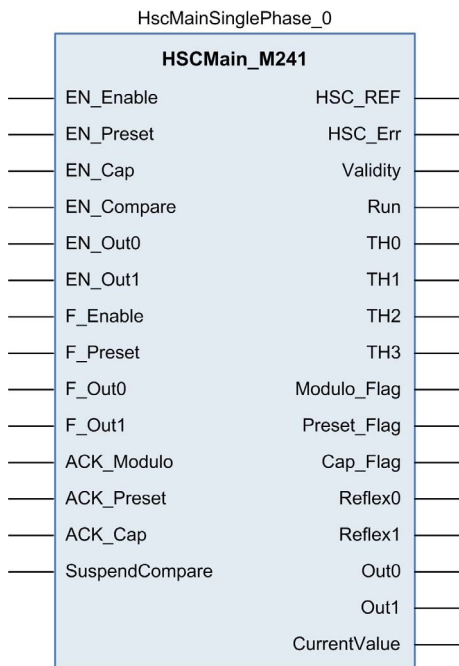 HscMainSinglePhase_0
HSCMain_M241
EN_Enable HSC_REF
EN_Preset HSC_Err
EN_Cap Validity
EN_Compare Run
EN_Out0 TH0
EN_Out1 TH1
F_Enable TH2
F_Preset TH3
F_Out0 Modulo_Flag
F_Out1 Preset_Flag
ACK_Modulo Cap_Flag
ACK_Preset Reflex0
ACK_Cap Reflex1
SuspendCompare Out0
Out1
CurrentValue